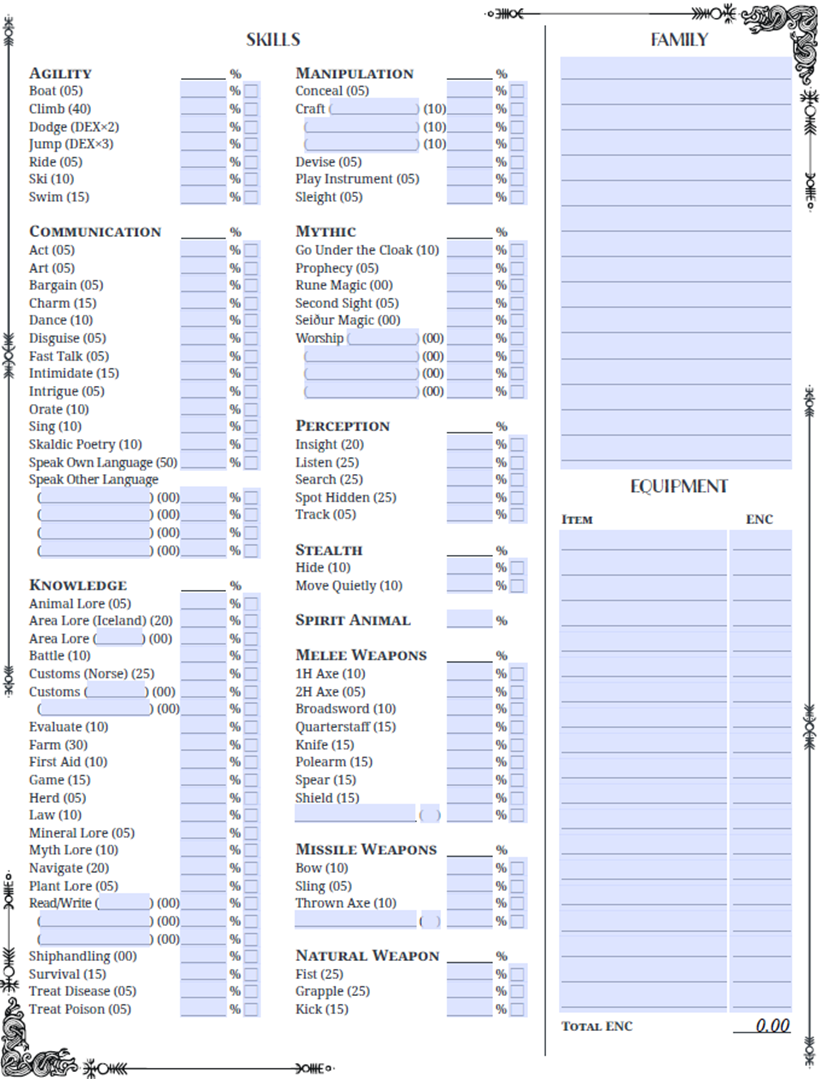 SKILLS
AGILITY %
Boat (05) %
Climb (40) %
Dodge (DEX×2) %
Jump (DEX×3) %
Ride (05) %
Ski (10) %
Swim (15) %
COMMUNICATION %
Act (05) %
Art (05) %
Bargain (05) %
Charm (15) %
Dance (10) %
Disguise (05) %
Fast Talk (05) %
Intimidate (15) %
Intrigue (05) %
Orate (10) %
Sing (10) %
Skaldic Poetry (10) %
Speak Own Language (50) %
Speak Other Language
( ) (00) %
( ) (00) %
( ) (00) %
( ) (00) %
KNOWLEDGE %
Animal Lore (05) %
Area Lore (Iceland) (20) %
Area Lore ( ) (00) %
Battle (10) %
Customs (Norse) (25) %
Customs ( ) (00) %
( ) (00) %
Evaluate (10) %
Farm (30) %
First Aid (10) %
Game (15) %
Herd (05) %
Law (10) %
Mineral Lore (05) %
Myth Lore (10) %
Navigate (20) %
Plant Lore (05) %
Read/Write ( ) (00) %
( ) (00) %
( ) (00) %
Shiphandling (00) %
Survival (15) %
Treat Disease (05) %
Treat Poison (05) %
MANIPULATION %
Conceal (05) %
Craft ( ) (10) %
( ) (10) %
( ) (10) %
Devise (05) %
Play Instrument (05) %
Sleight (05) %
MYTHIC %
Go Under the Cloak (10) %
Prophecy (05) %
Rune Magic (00) %
Second Sight (05) %
Seiður Magic (00) %
Worship ( ) (00) %
( ) (00) %
( ) (00) %
( ) (00) %
PERCEPTION %
Insight (20) %
Listen (25) %
Search (25) %
Spot Hidden (25) %
Track (05) %
STEALTH %
Hide (10) %
Move Quietly (10) %
SPIRIT ANIMAL %
MELEE WEAPONS %
1H Axe (10) %
2H Axe (05) %
Broadsword (10) %
Quarterstaff (15) %
Knife (15) %
Polearm (15) %
Spear (15) %
Shield (15) %
( ) %
MISSILE WEAPONS %
Bow (10) %
Sling (05) %
Thrown Axe (10) %
( ) %
NATURAL WEAPON %
Fist (25) %
Grapple (25) %
Kick (15) %
FAMILY
EQUIPMENT
ITEM ENC
TOTAL ENC 0.00